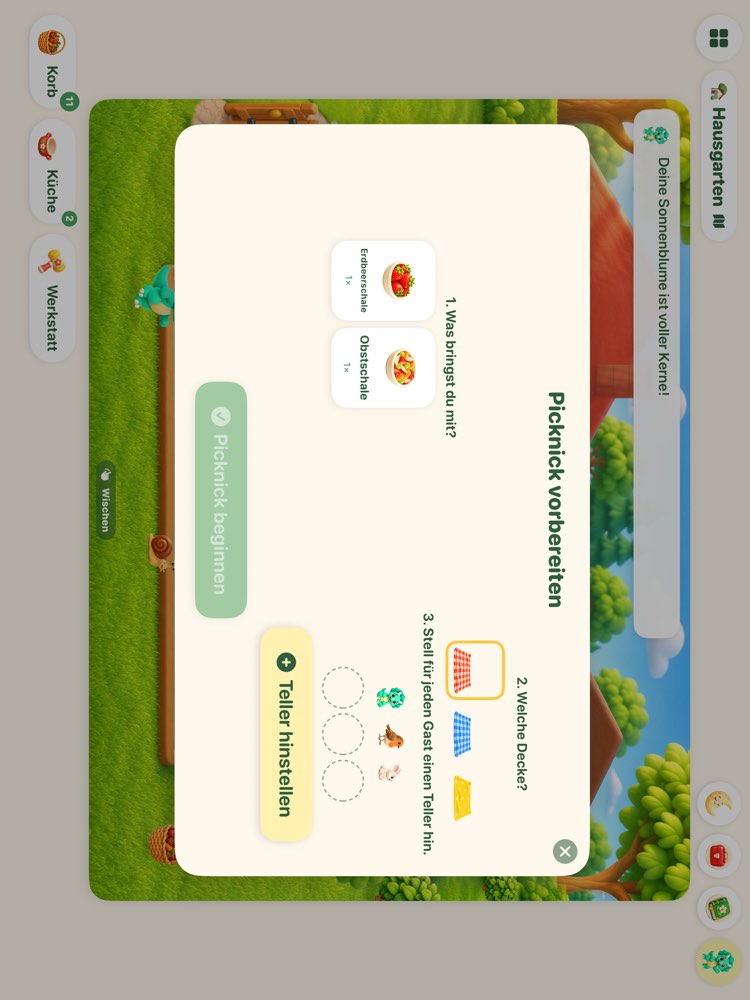 Hausgarten
Deine Sonnenblume ist voller Kerne!
Picknick vorbereiten
1. Was bringst du mit?
Erdbeerschale
1×
Obstschale
1×
2. Welche Decke?
3. Stell für jeden Gast einen Teller hin.
Teller hinstellen
Picknick beginnen
Wischen
Korb
11
Küche
2
Werkstatt